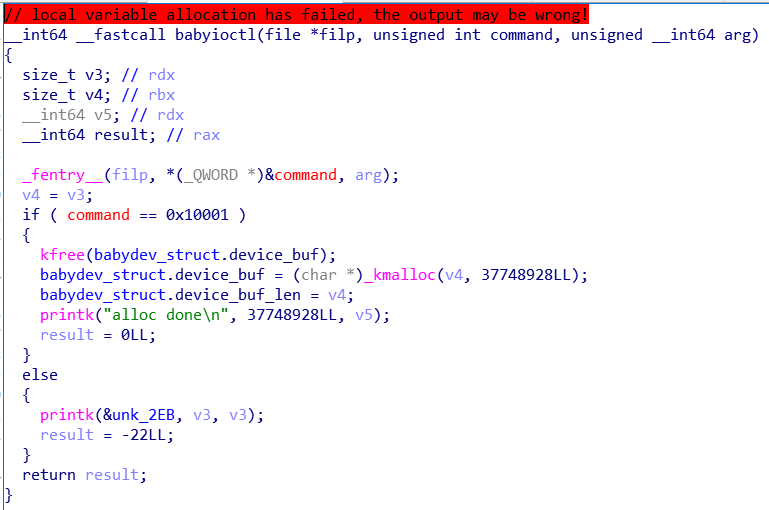 // local variable allocation has failed, the output may be wrong!
__int64 __fastcall babyioctl(file *filp, unsigned int command, unsigned __int64 arg)
{
  size_t v3; // rdx
  size_t v4; // rbx
  __int64 v5; // rdx
  __int64 result; // rax

  _fentry__(filp, *(_QWORD *)&command, arg);
  v4 = v3;
  if ( command == 0x10001 )
  {
    kfree(babydev_struct.device_buf);
    babydev_struct.device_buf = (char *)_kmalloc(v4, 37748928LL);
    babydev_struct.device_buf_len = v4;
    printk("alloc done\n", 37748928LL, v5);
    result = 0LL;
  }
  else
  {
    printk(&unk_2EB, v3, v3);
    result = -22LL;
  }
  return result;
}